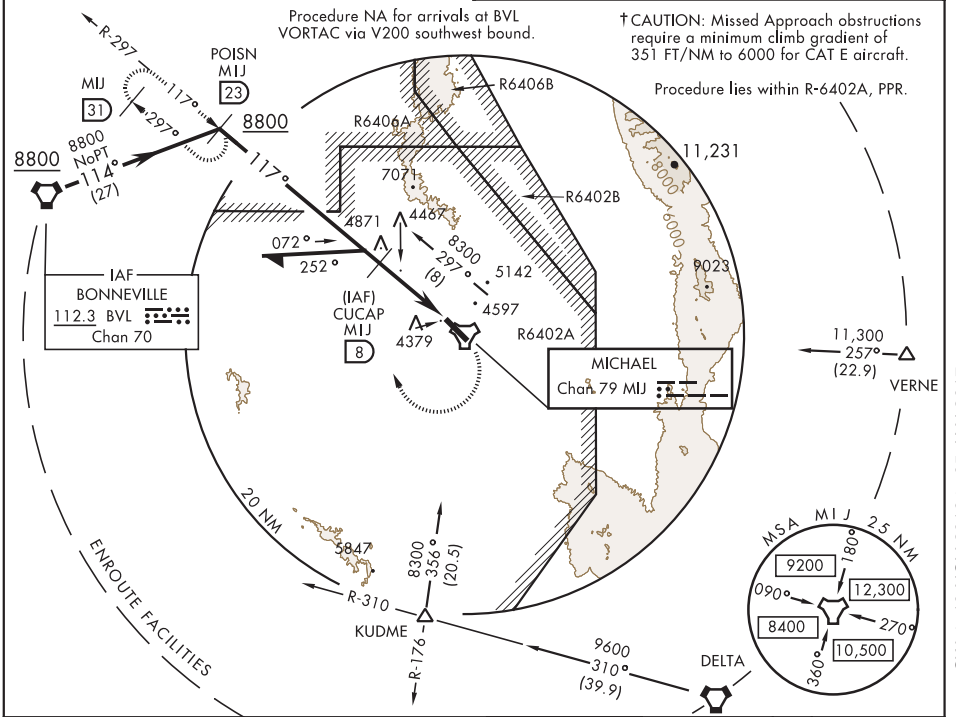 Procedure NA for arrivals at BVL
VORTAC via V200 southwest bound.
†CAUTION: Missed Approach obstructions
require a minimum climb gradient of
351 FT/NM to 6000 for CAT E aircraft.
Procedure lies within R-6402A, PPR.
R-297
POISN
MIJ
23
MIJ
31
117°
297°
8800
8800
8800
NoPT
114°
(27)
117°
R6406B
R6406A
R6402B
11,231
8000
6000
7071
4871
4467
8300
297°
(8)
5142
4597
9023
072°
252°
(IAF)
CUCAP
MIJ
8
4379
R6402A
IAF
BONNEVILLE
112.3 BVL
Chan 70
MICHAEL
Chan 79 MIJ
11,300
257°
(22.9)
VERNE
20 NM
ENROUTE FACILITIES
5847
R-310
8300
356°
(20.5)
KUDME
R-176
9600
310°
(39.9)
DELTA
MSA MIJ 25 NM
9200
180°
090°
12,300
8400
270°
360°
10,500